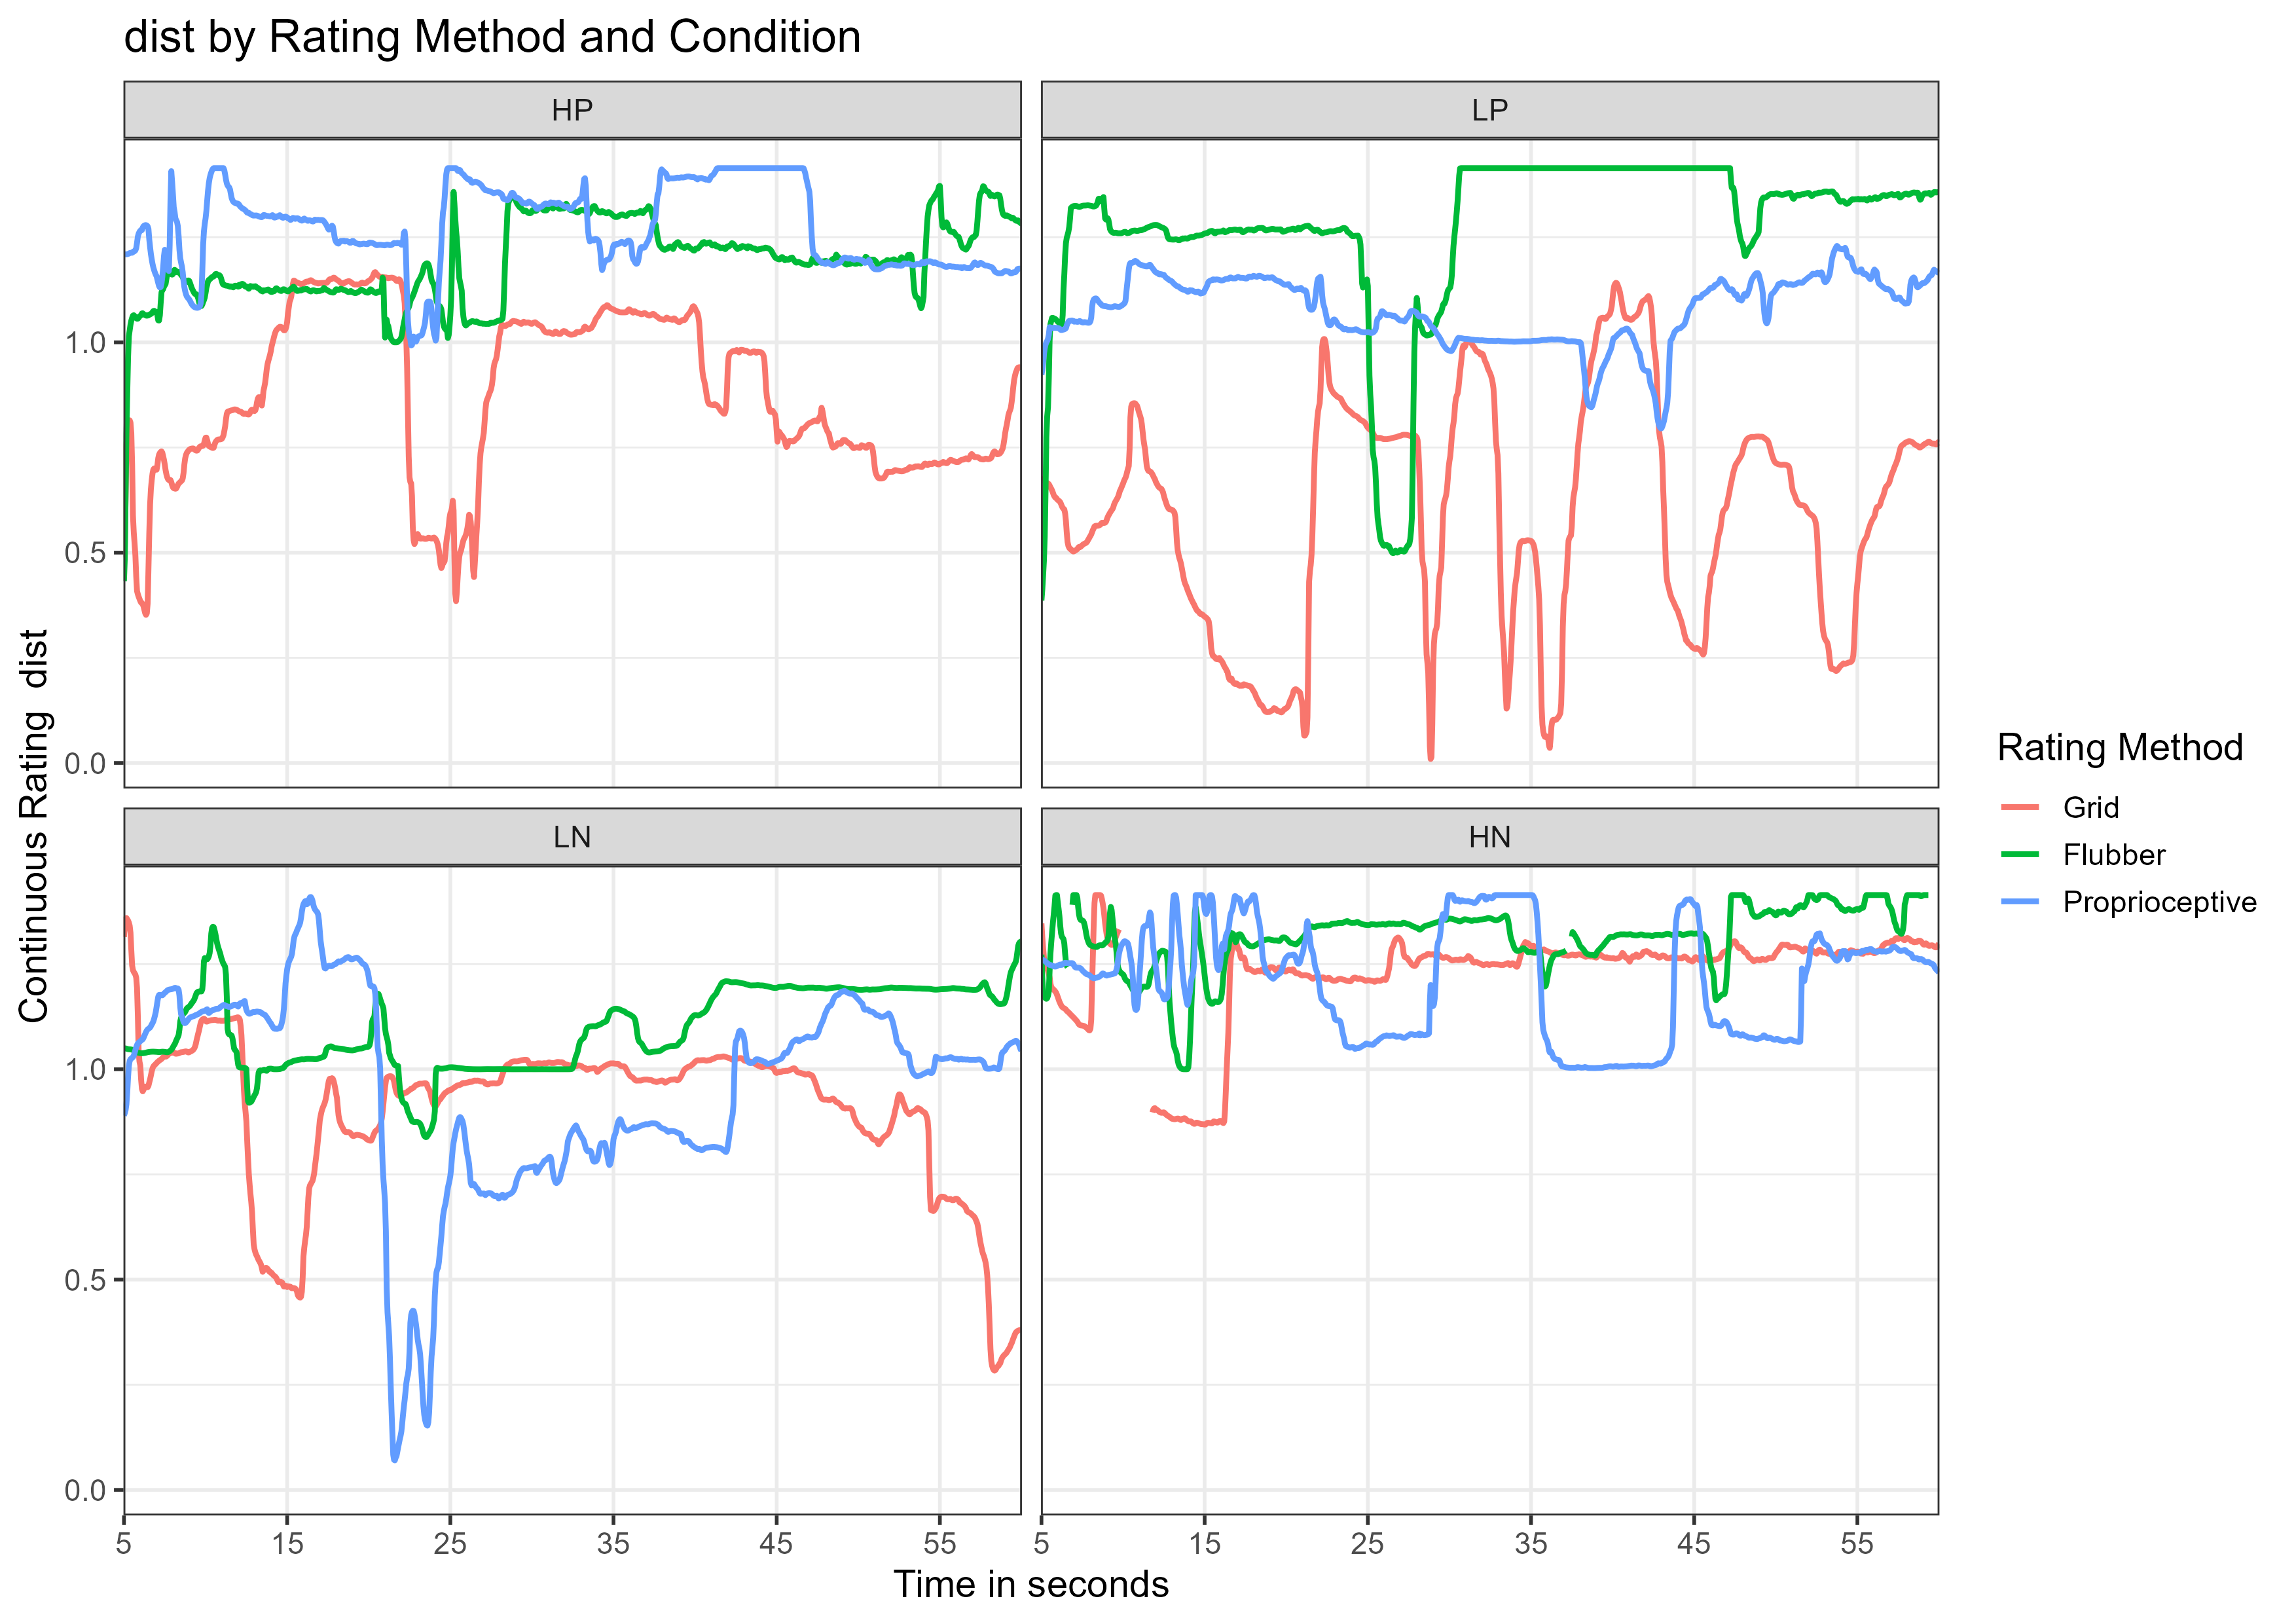 dist by Rating Method and Condition
HP
LP
1.0
0.5
0.0
LN
HN
1.0
0.5
0.0
5 15 25 35 45 55
5 15 25 35 45 55
Time in seconds
Continuous Rating  dist
Rating Method
Grid
Flubber
Proprioceptive